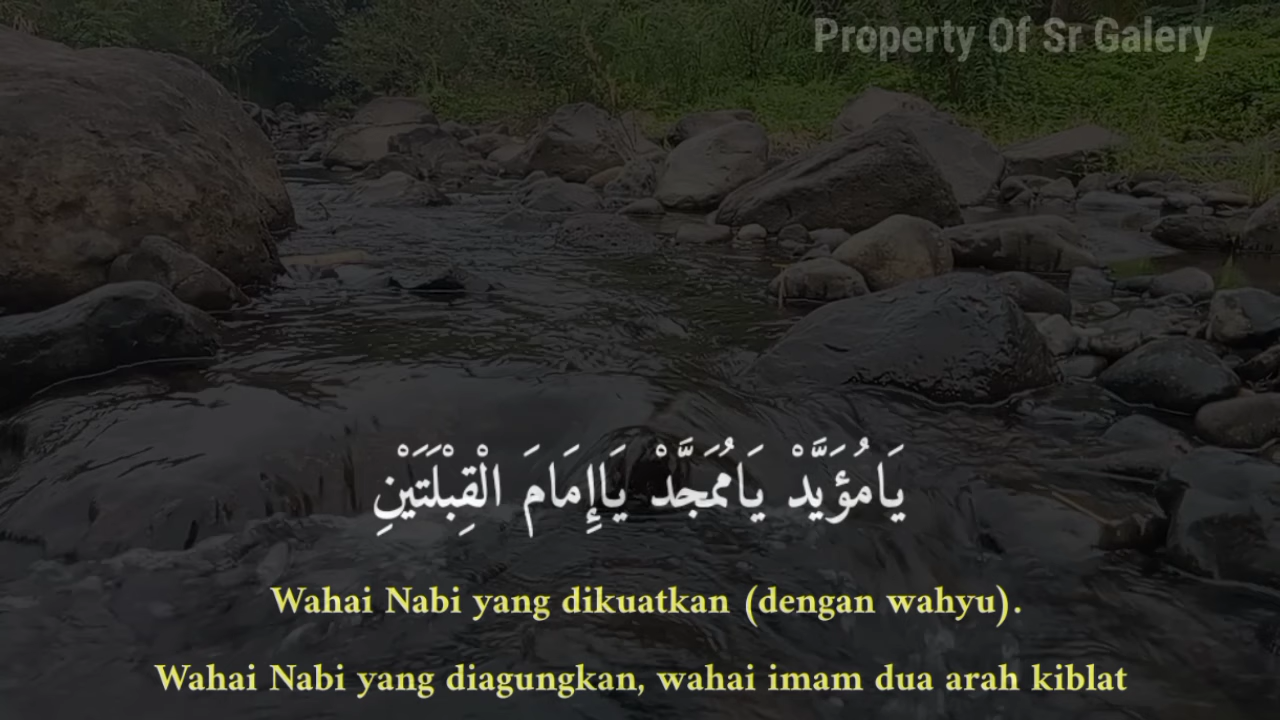 Property Of Sr Galery
يَامُؤَيَّدْ يَامُمَجَّدْ يَاإِمَامَ الْقِبْلَتَيْنِ
Wahai Nabi yang dikuatkan (dengan wahyu).
Wahai Nabi yang diagungkan, wahai imam dua arah kiblat